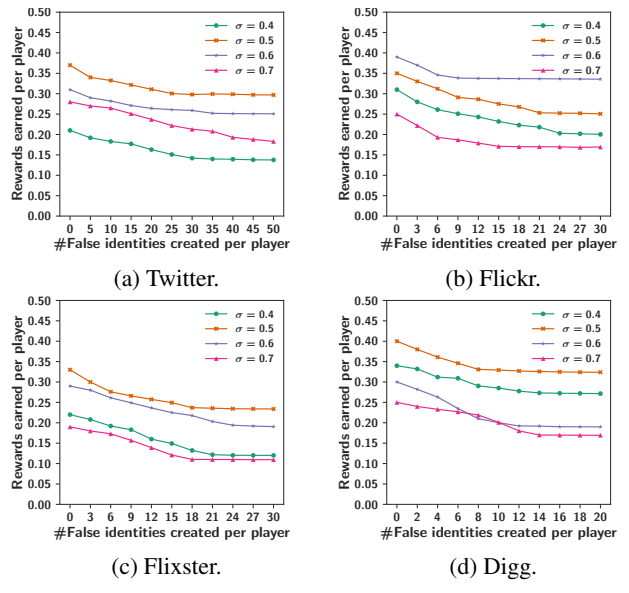 0.50
0.45
0.40
0.35
0.30
0.25
0.20
0.15
0.10
0.05
0.00
Rewards earned per player
σ = 0.4
σ = 0.5
σ = 0.6
σ = 0.7
0 5 10 15 20 25 30 35 40 45 50
#False identities created per player
(a) Twitter.
0.50
0.45
0.40
0.35
0.30
0.25
0.20
0.15
0.10
0.05
0.00
Rewards earned per player
σ = 0.4
σ = 0.5
σ = 0.6
σ = 0.7
0 3 6 9 12 15 18 21 24 27 30
#False identities created per player
(b) Flickr.
0.50
0.45
0.40
0.35
0.30
0.25
0.20
0.15
0.10
0.05
0.00
Rewards earned per player
σ = 0.4
σ = 0.5
σ = 0.6
σ = 0.7
0 3 6 9 12 15 18 21 24 27 30
#False identities created per player
(c) Flixster.
0.50
0.45
0.40
0.35
0.30
0.25
0.20
0.15
0.10
0.05
0.00
Rewards earned per player
σ = 0.4
σ = 0.5
σ = 0.6
σ = 0.7
0 2 4 6 8 10 12 14 16 18 20
#False identities created per player
(d) Digg.